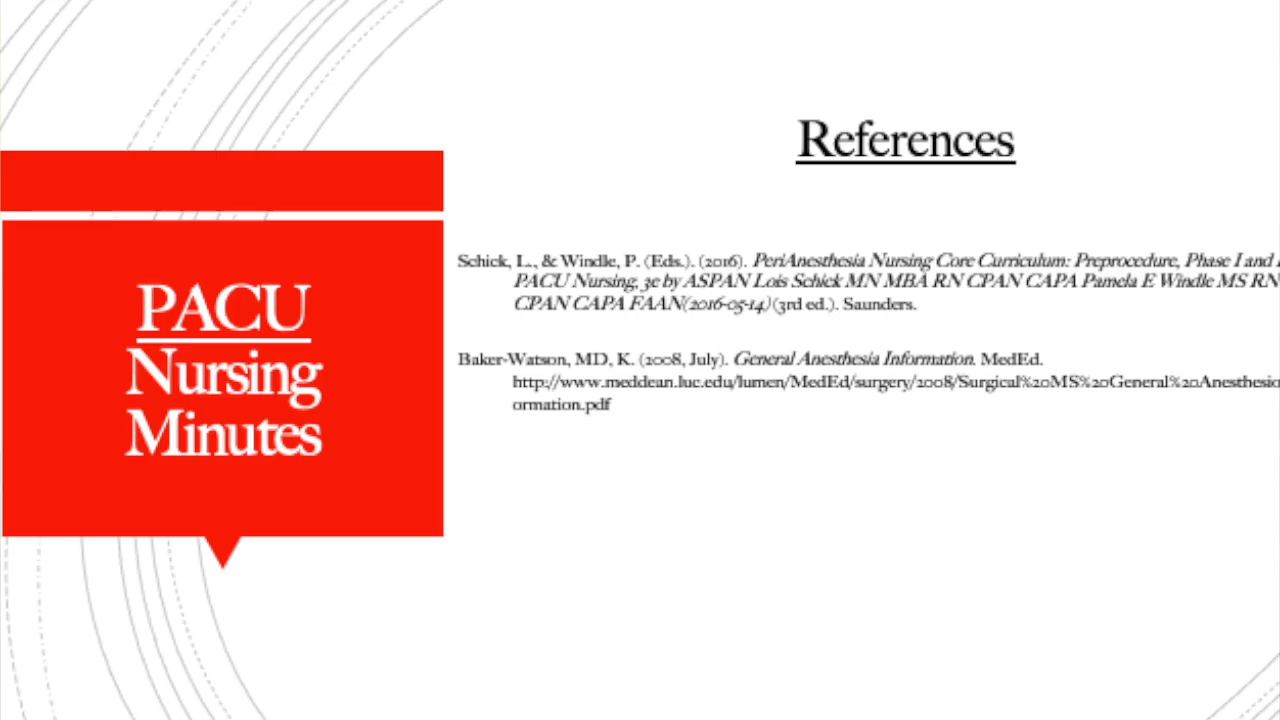 References
PACU
Nursing
Minutes
Schick, L., & Windle, P. (Eds.). (2016). PeriAnesthesia Nursing Core Curriculum: Preprocedure, Phase I and
PACU Nursing, 3e by ASPAN Lois Schick MN MBA RN CPAN CAPA Pamela E Windle MS RN
CPAN CAPA FAAN(2016-05-14) (3rd ed.). Saunders.
Baker-Watson, MD, K. (2008, July). General Anesthesia Information. MedEd.
http://www.meddean.luc.edu/lumen/MedEd/surgery/2008/Surgical%20MS%20General%20Anesthesio
ormation.pdf